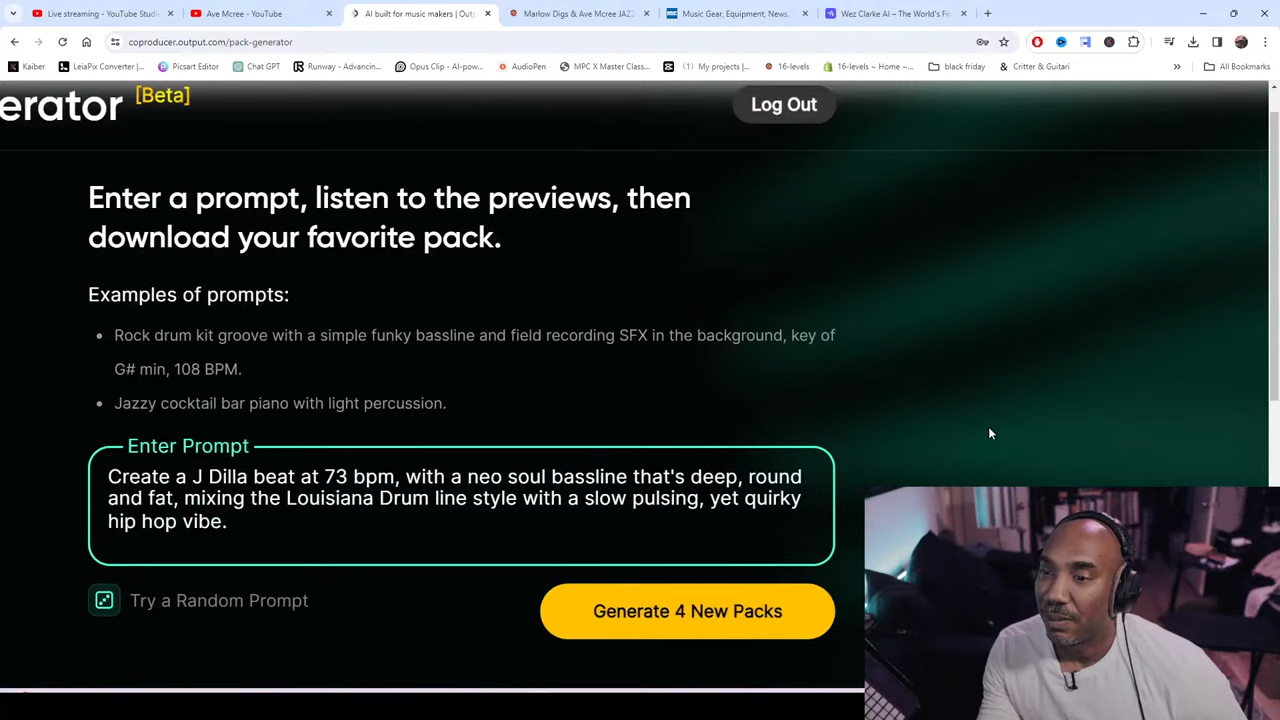 Live streaming - YouTube Studi
Ave Mcree - YouTube
AI built for music makers | Outp
Marlow Digs & Ave Mcree JAZZ
Music Gear, Equipment, News,
Wez Clarke AI – The World's Fi
coproducer.output.com/pack-generator
Kaiber
LeiaPix Converter |...
Picsart Editor
Chat GPT
Runway - Advancin...
Opus Clip - AI-pow...
AudioPen
MPC X Master Class...
(1) My projects |...
16-levels
16-levels ~ Home ~...
black friday
Critter & Guitari
All Bookmarks
erator [Beta]
Log Out
Enter a prompt, listen to the previews, then
download your favorite pack.
Examples of prompts:
Rock drum kit groove with a simple funky bassline and field recording SFX in the background, key of
G# min, 108 BPM.
Jazzy cocktail bar piano with light percussion.
Enter Prompt
Create a J Dilla beat at 73 bpm, with a neo soul bassline that's deep, round
and fat, mixing the Louisiana Drum line style with a slow pulsing, yet quirky
hip hop vibe.
Try a Random Prompt
Generate 4 New Packs